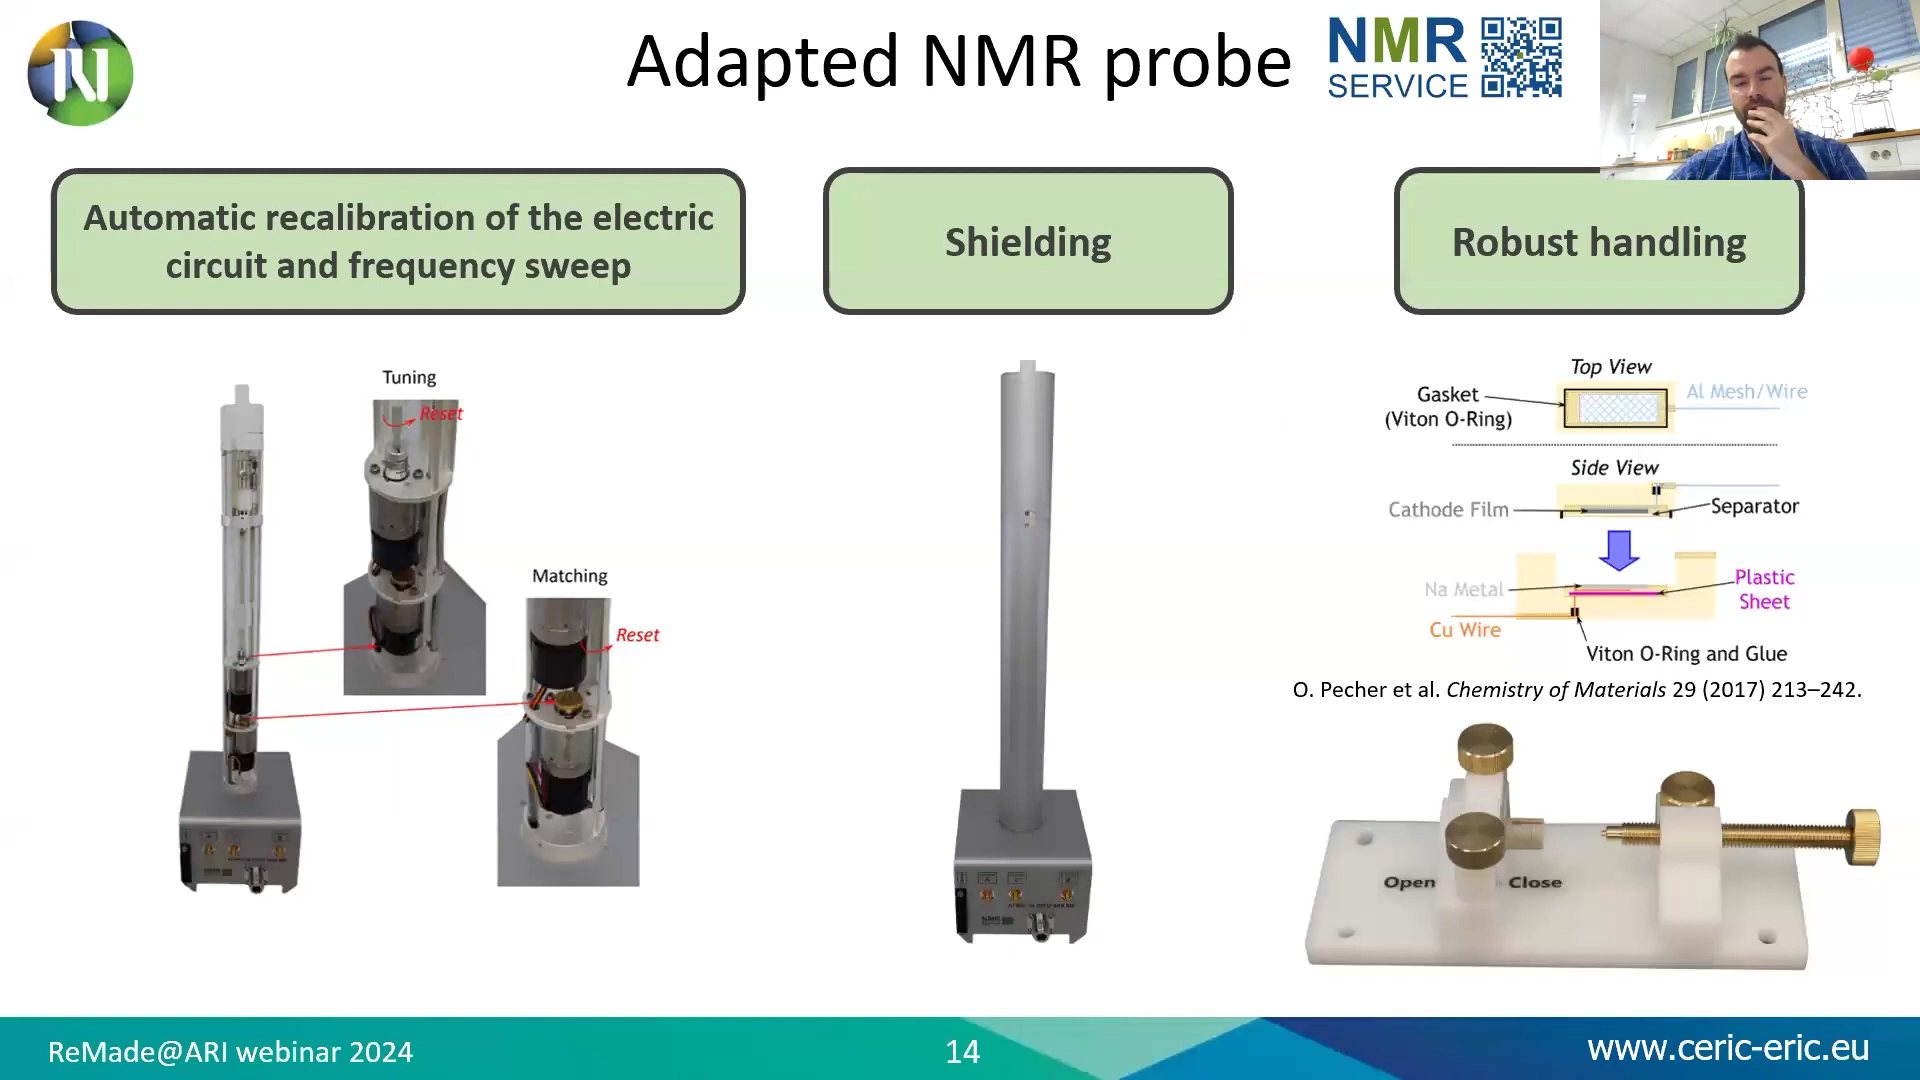 Adapted NMR probe
NMR
SERVICE
Automatic recalibration of the electric
circuit and frequency sweep
Shielding
Robust handling
Tuning
Reset
Matching
Reset
Top View
Gasket
(Viton O-Ring)
Al Mesh/Wire
Side View
Cathode Film
Separator
Na Metal
Plastic
Sheet
Cu Wire
Viton O-Ring and Glue
O. Pecher et al. Chemistry of Materials 29 (2017) 213–242.
Open
Close
NMR
ReMade@ARI webinar 2024
14
www.ceric-eric.eu